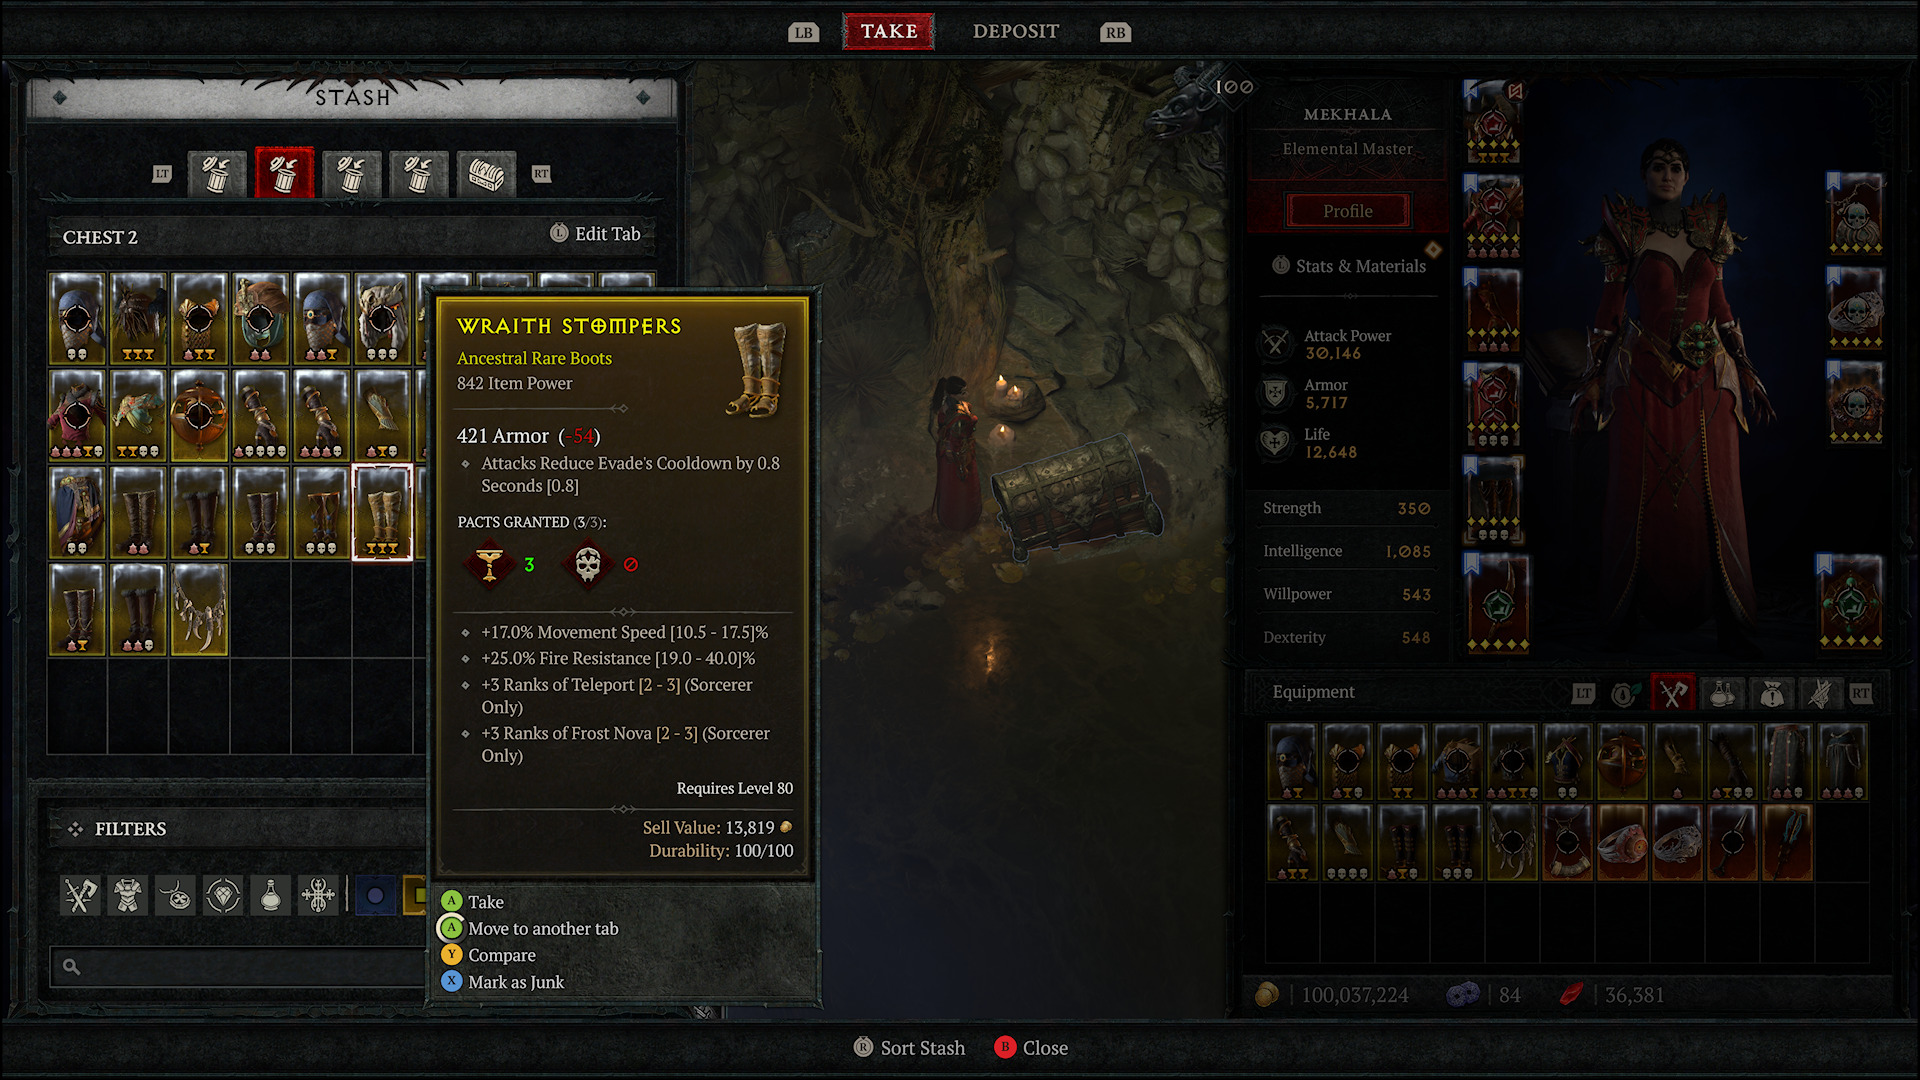 LB TAKE DEPOSIT RB
STASH
LT RT
CHEST 2
L Edit Tab
WRAITH STOMPERS
Ancestral Rare Boots
842 Item Power
421 Armor (-54)
Attacks Reduce Evade's Cooldown by 0.8
Seconds [0.8]
PACTS GRANTED (3/3):
3
+17.0% Movement Speed [10.5 - 17.5]%
+25.0% Fire Resistance [19.0 - 40.0]%
+3 Ranks of Teleport [2 - 3] (Sorcerer
Only)
+3 Ranks of Frost Nova [2 - 3] (Sorcerer
Only)
Requires Level 80
Sell Value: 13,819
Durability: 100/100
A Take
A Move to another tab
Y Compare
X Mark as Junk
FILTERS
100
MEKHALA
Elemental Master
Profile
L Stats & Materials
Attack Power
30,146
Armor
5,717
Life
12,648
Strength 350
Intelligence 1,085
Willpower 543
Dexterity 548
Equipment LT RT
100,037,224 84 36,381
R Sort Stash B Close